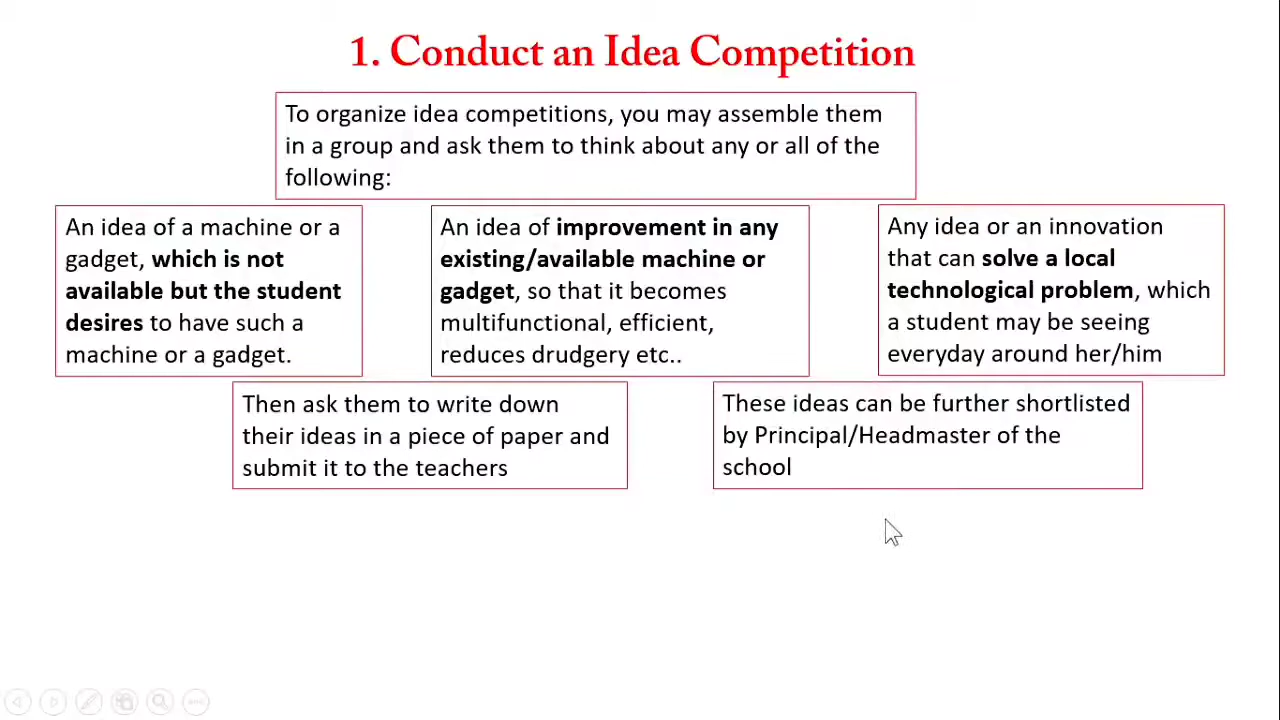 1. Conduct an Idea Competition
To organize idea competitions, you may assemble them
in a group and ask them to think about any or all of the
following:
An idea of a machine or a
gadget, which is not
available but the student
desires to have such a
machine or a gadget.
An idea of improvement in any
existing/available machine or
gadget, so that it becomes
multifunctional, efficient,
reduces drudgery etc..
Any idea or an innovation
that can solve a local
technological problem, which
a student may be seeing
everyday around her/him
Then ask them to write down
their ideas in a piece of paper and
submit it to the teachers
These ideas can be further shortlisted
by Principal/Headmaster of the
school